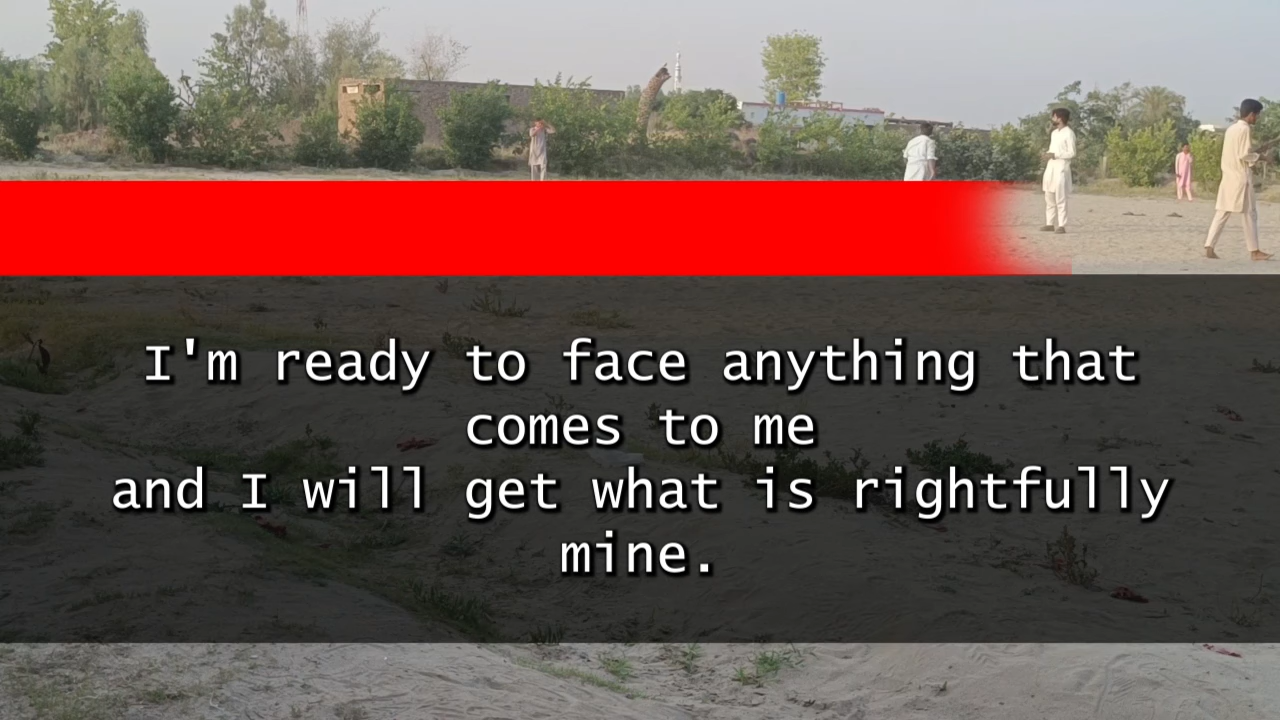 I'm ready to face anything that
comes to me
and I will get what is rightfully
mine.